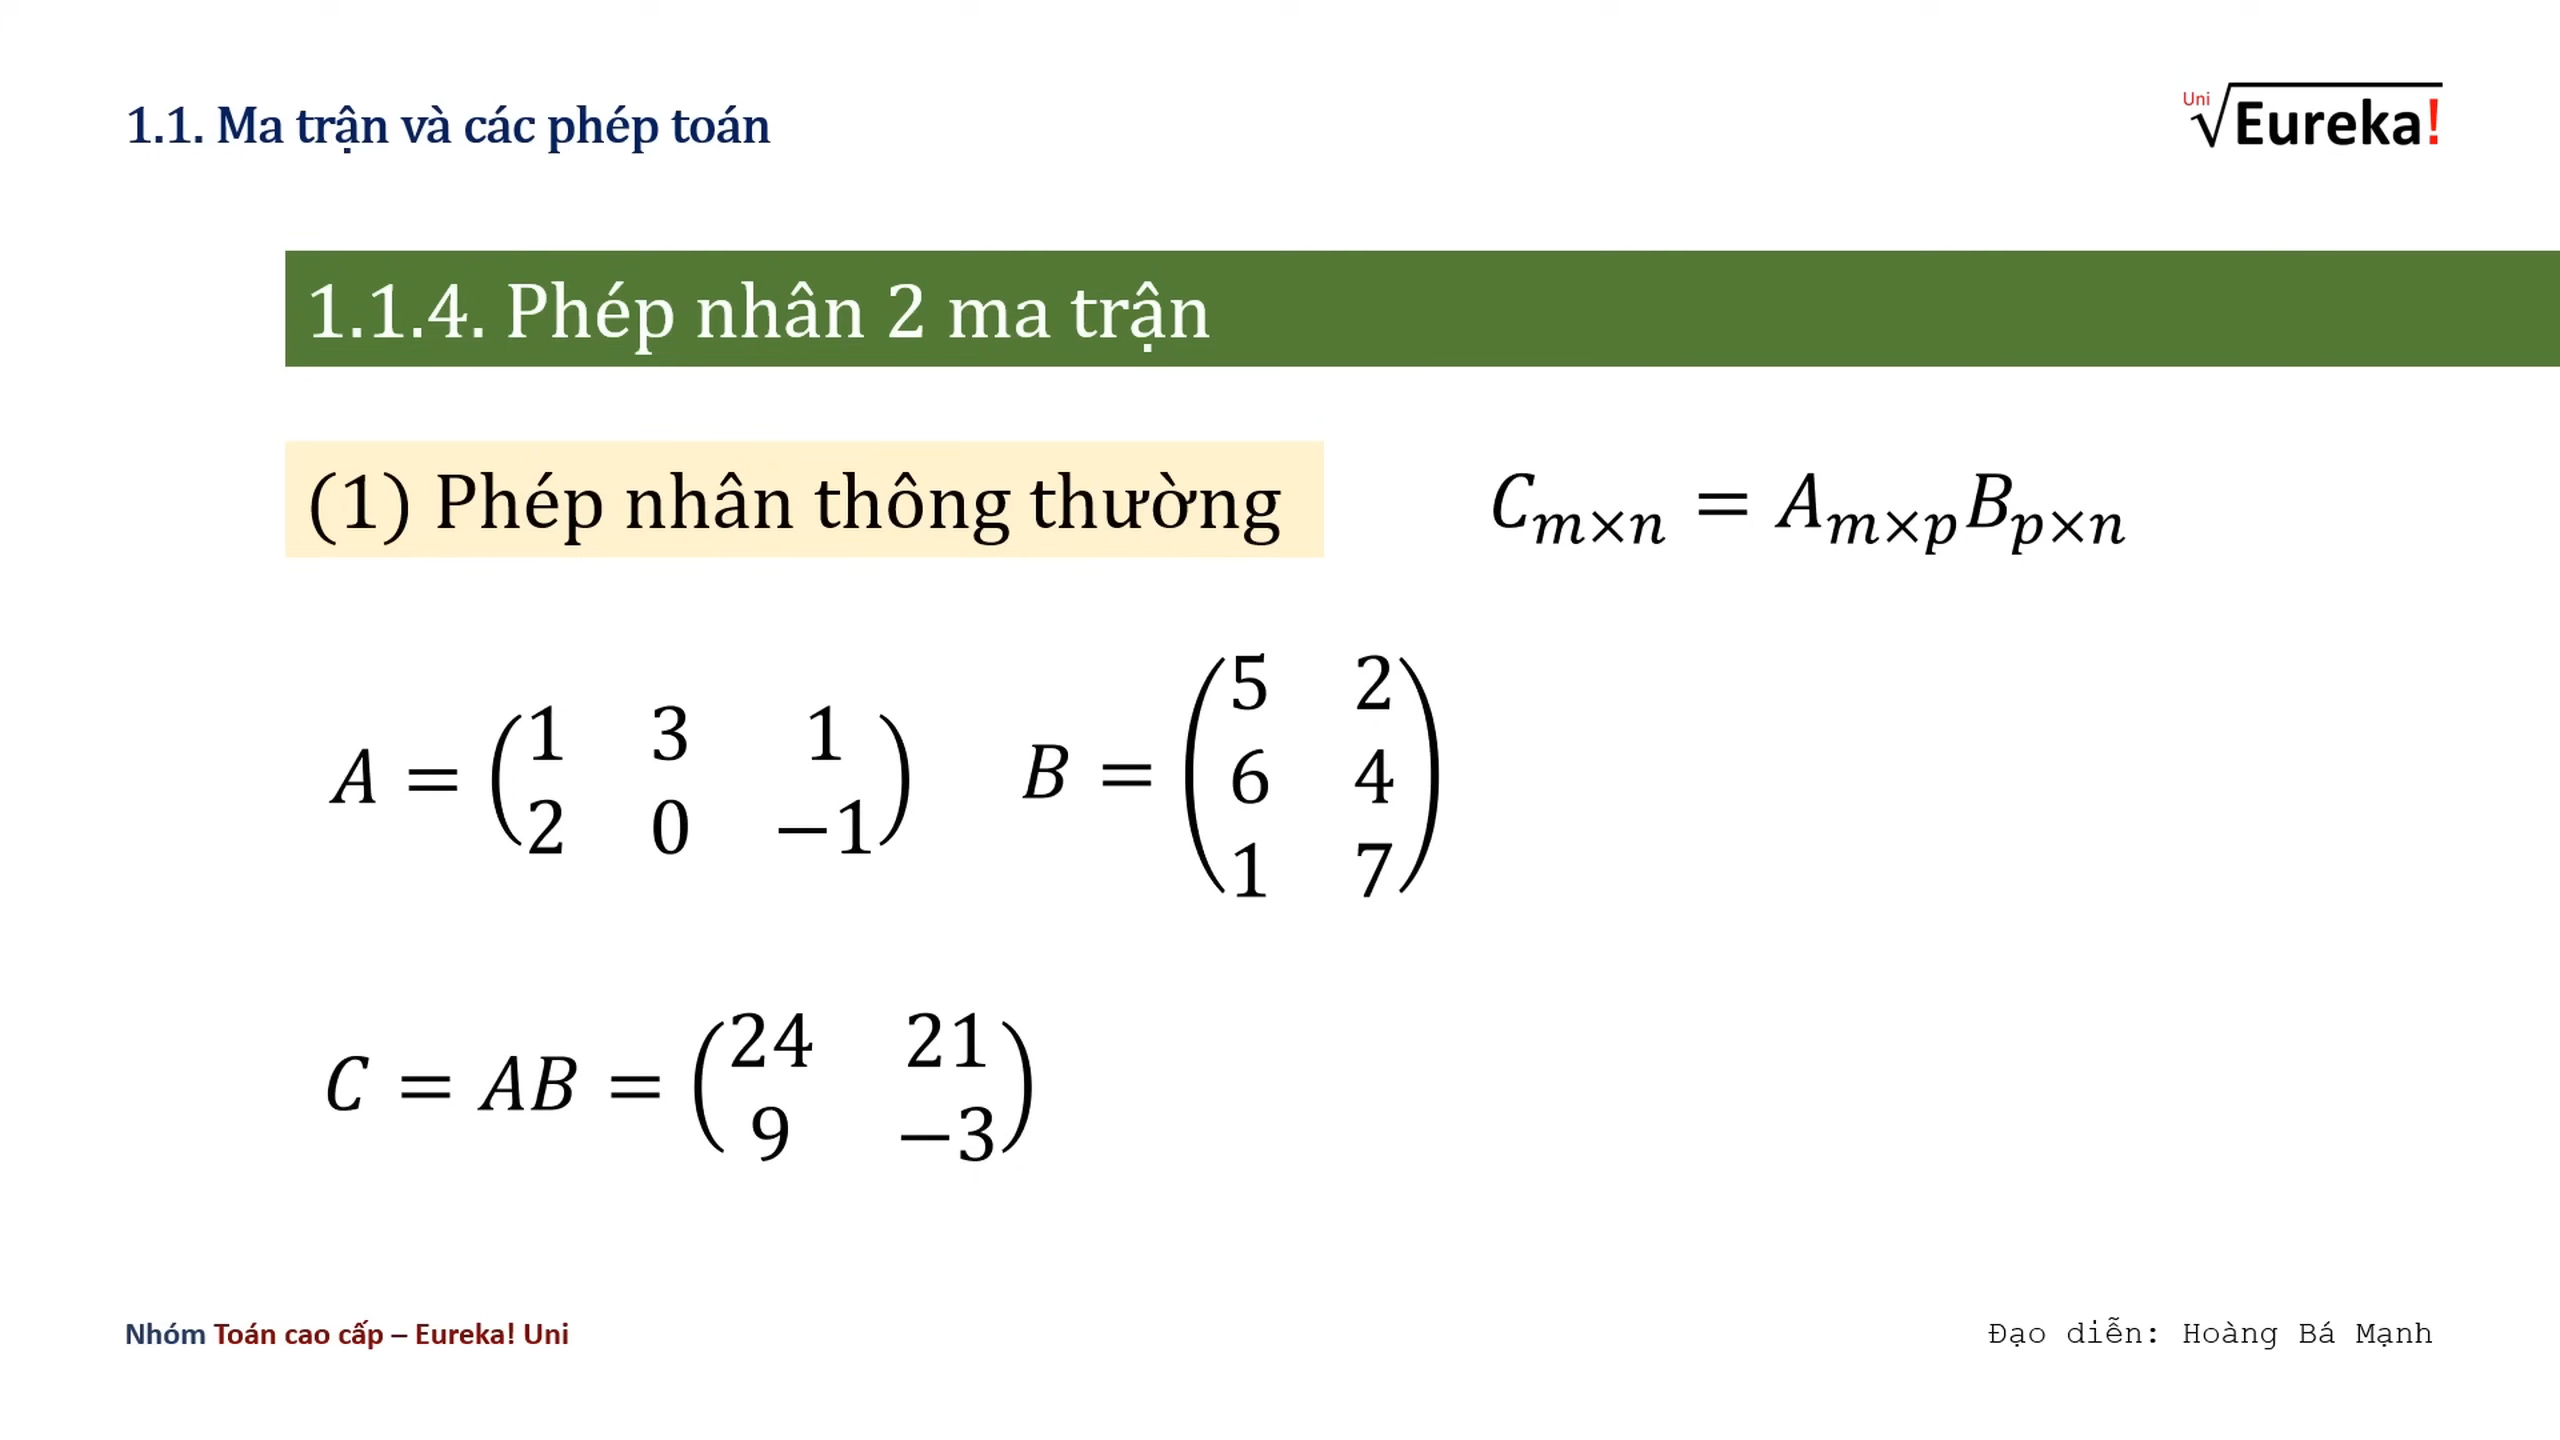 1.1. Ma trận và các phép toán
Uni √Eureka!
1.1.4. Phép nhân 2 ma trận
(1) Phép nhân thông thường
C_{m×n} = A_{m×p}B_{p×n}
A = (1 3 1
2 0 −1)
B = (5 2
6 4
1 7)
C = AB = (24 21
9 −3)
Nhóm Toán cao cấp – Eureka! Uni
Đạo diễn: Hoàng Bá Mạnh